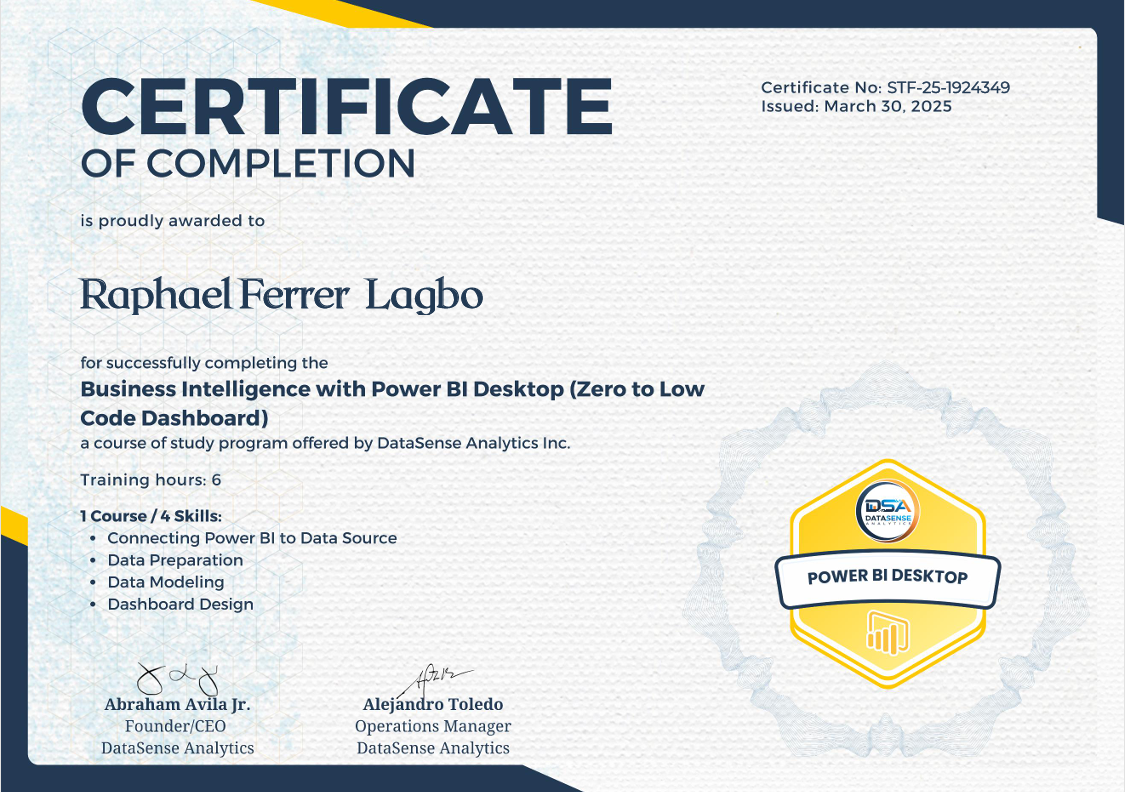 CERTIFICATE
OF COMPLETION
Certificate No: STF-25-1924349
Issued: March 30, 2025
is proudly awarded to
Raphael Ferrer Lagbo
for successfully completing the
Business Intelligence with Power BI Desktop (Zero to Low
Code Dashboard)
a course of study program offered by DataSense Analytics Inc.
Training hours: 6
1 Course / 4 Skills:
• Connecting Power BI to Data Source
• Data Preparation
• Data Modeling
• Dashboard Design
DSA
DATASENSE
ANALYTICS
POWER BI DESKTOP
Abraham Avila Jr.
Founder/CEO
DataSense Analytics
Alejandro Toledo
Operations Manager
DataSense Analytics